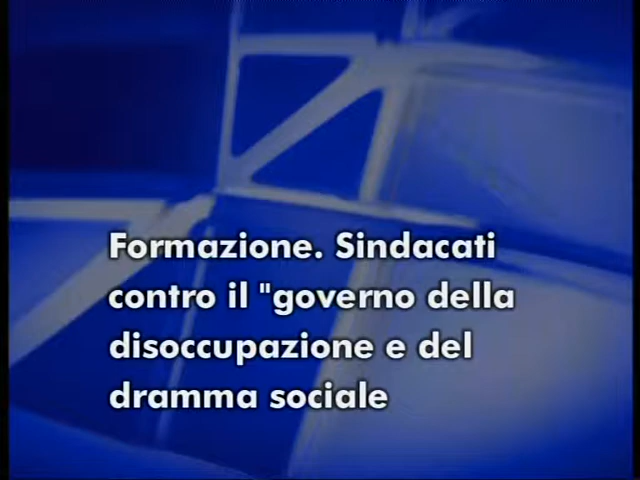 Formazione. Sindacati
contro il "governo della
disoccupazione e del
dramma sociale